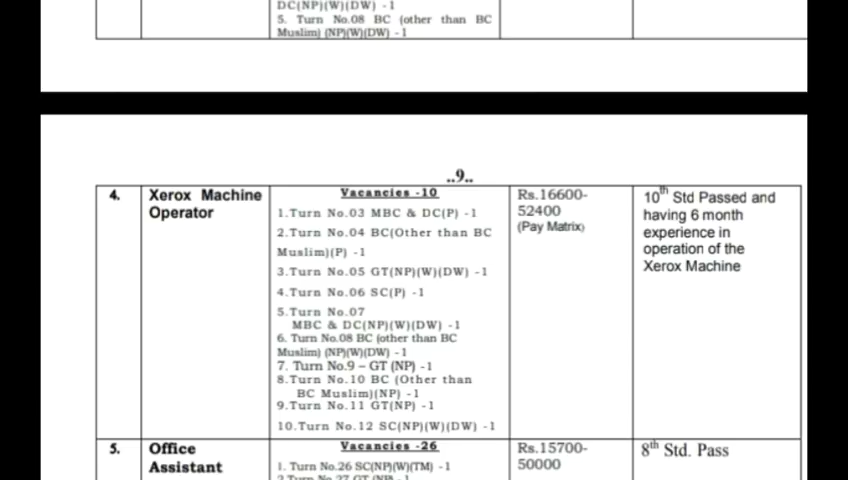 DC(NP)(W)(DW) -1
5. Turn No.08 BC (other than BC
Muslim) (NP)(W)(DW) -1
..9..
4.
Xerox Machine
Operator
Vacancies -10
1.Turn No.03 MBC & DC(P) -1
2.Turn No.04 BC(Other than BC
Muslim)(P) -1
3.Turn No.05 GT(NP)(W)(DW) -1
4.Turn No.06 SC(P) -1
5.Turn No.07
MBC & DC(NP)(W)(DW) -1
6. Turn No.08 BC (other than BC
Muslim) (NP)(W)(DW) -1
7. Turn No.9 – GT (NP) -1
8.Turn No.10 BC (Other than
BC Muslim)(NP) -1
9.Turn No.11 GT(NP) -1
10.Turn No.12 SC(NP)(W)(DW) -1
Rs.16600-
52400
(Pay Matrix)
10th Std Passed and
having 6 month
experience in
operation of the
Xerox Machine
5.
Office
Assistant
Vacancies -26
1. Turn No.26 SC(NP)(W)(TM) -1
2.Turn No.27 GT (NP) -1
Rs.15700-
50000
8th Std. Pass